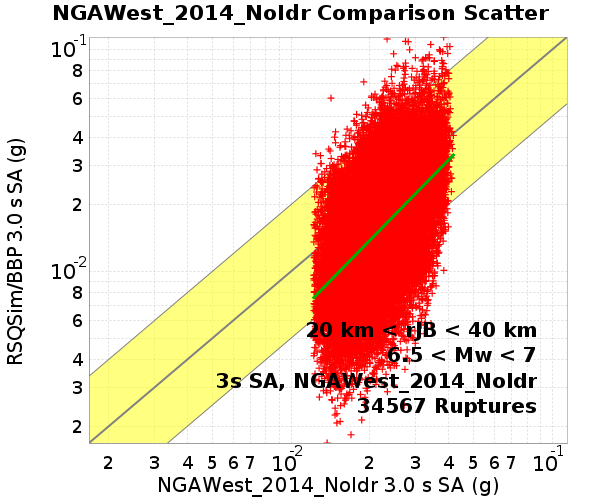 NGAWest_2014_NoIdr Comparison Scatter
10-1
8
6
4
3
2
10-2
8
6
4
3
2
RSQSim/BBP 3.0 s SA (g)
20 km < rJB < 40 km
6.5 < Mw < 7
3s SA, NGAWest_2014_NoIdr
34567 Ruptures
2 3 4 5 6 7 10-2 2 3 4 5 6 7 10-1
NGAWest_2014_NoIdr 3.0 s SA (g)